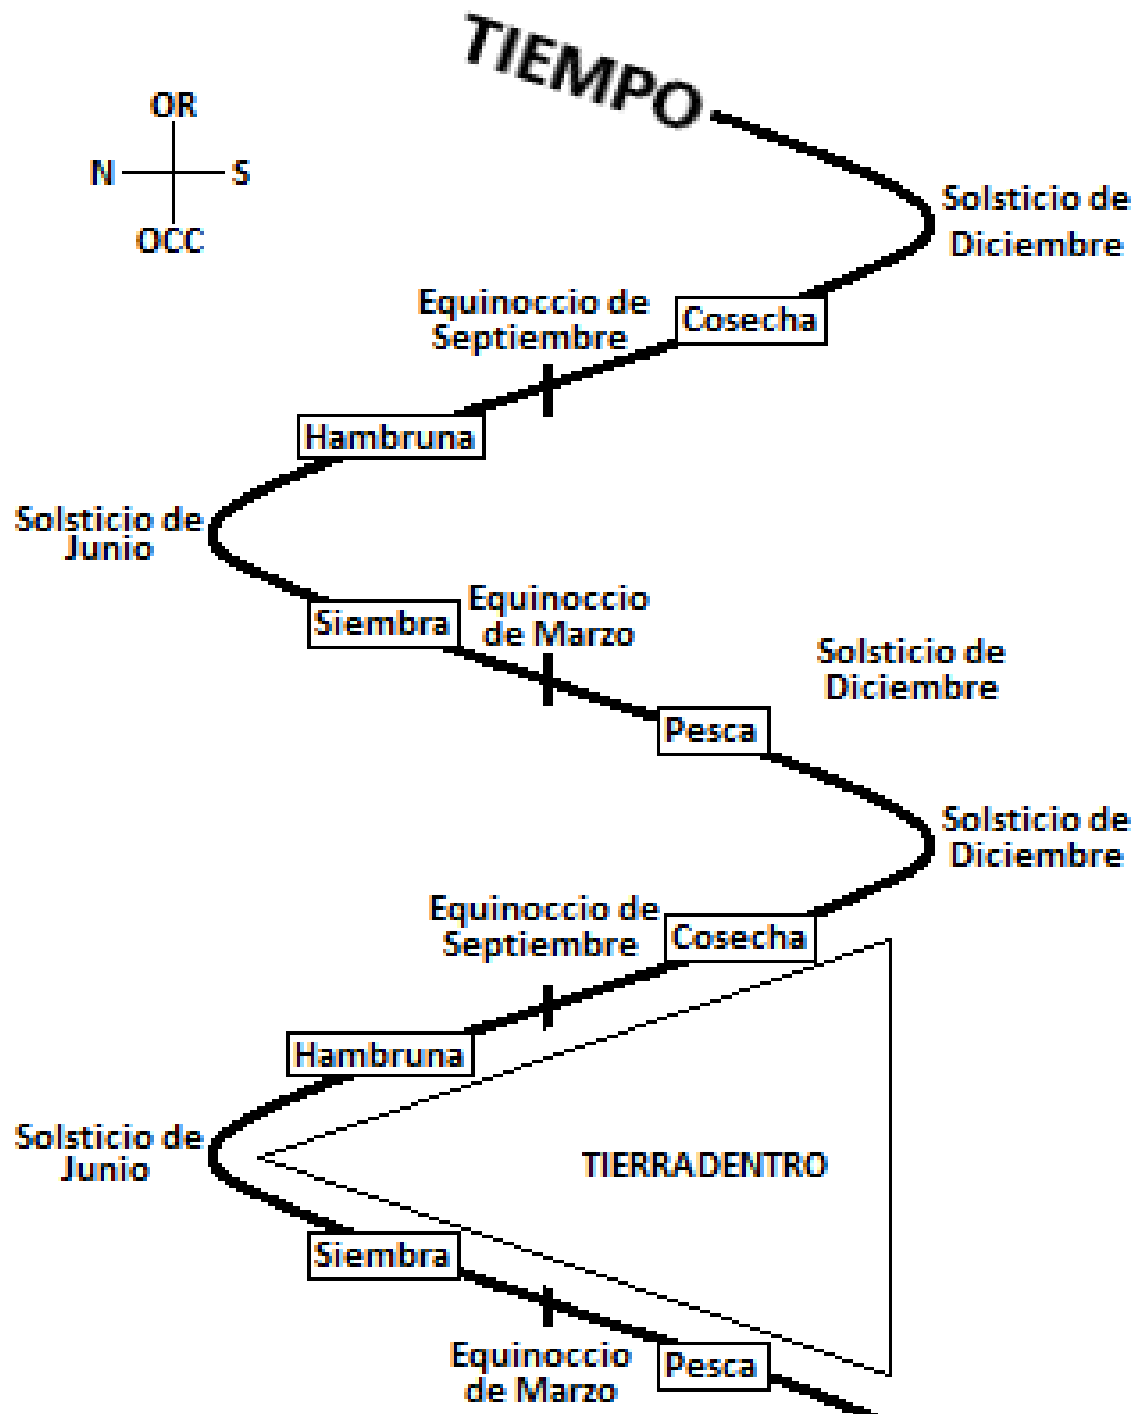 TIEMPO
OR
N
S
OCC
Solsticio de
Diciembre
Equinoccio de
Septiembre
Cosecha
Hambruna
Solsticio de
Junio
Siembra
Equinoccio
de Marzo
Solsticio de
Diciembre
Pesca
Solsticio de
Diciembre
Equinoccio de
Septiembre
Cosecha
Hambruna
Solsticio de
Junio
TIERRADENTRO
Siembra
Equinoccio
de Marzo
Pesca